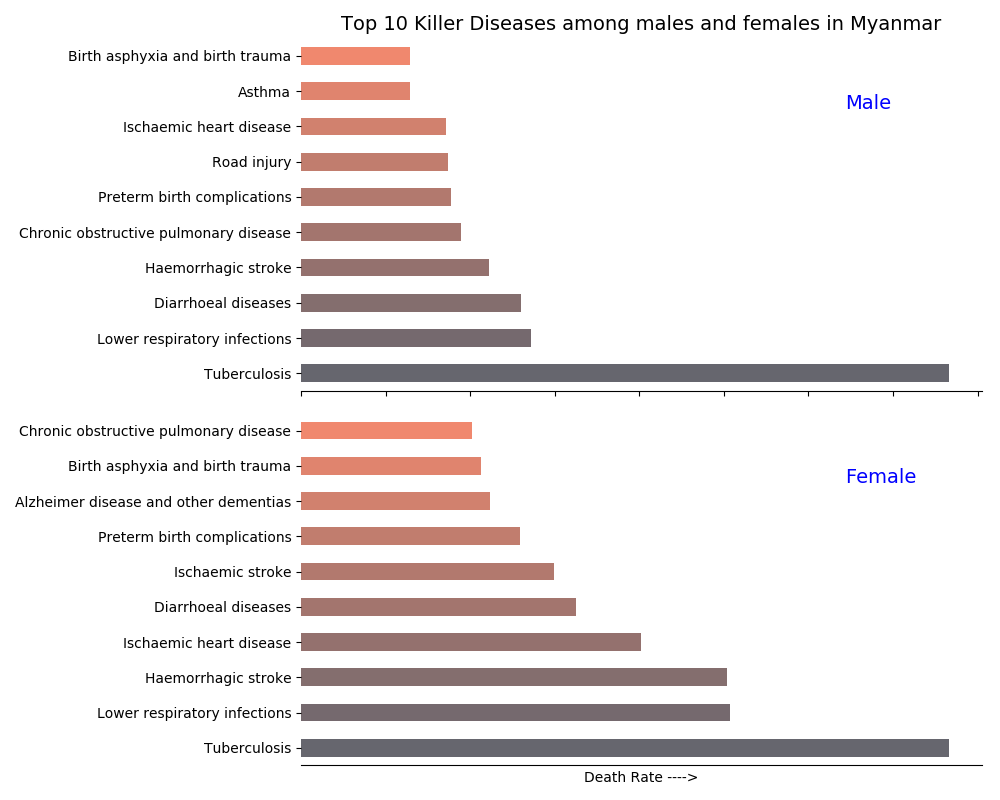 Top 10 Killer Diseases among males and females in Myanmar
Birth asphyxia and birth trauma
Asthma
Male
Ischaemic heart disease
Road injury
Preterm birth complications
Chronic obstructive pulmonary disease
Haemorrhagic stroke
Diarrhoeal diseases
Lower respiratory infections
Tuberculosis
Chronic obstructive pulmonary disease
Birth asphyxia and birth trauma
Female
Alzheimer disease and other dementias
Preterm birth complications
Ischaemic stroke
Diarrhoeal diseases
Ischaemic heart disease
Haemorrhagic stroke
Lower respiratory infections
Tuberculosis
Death Rate ---->